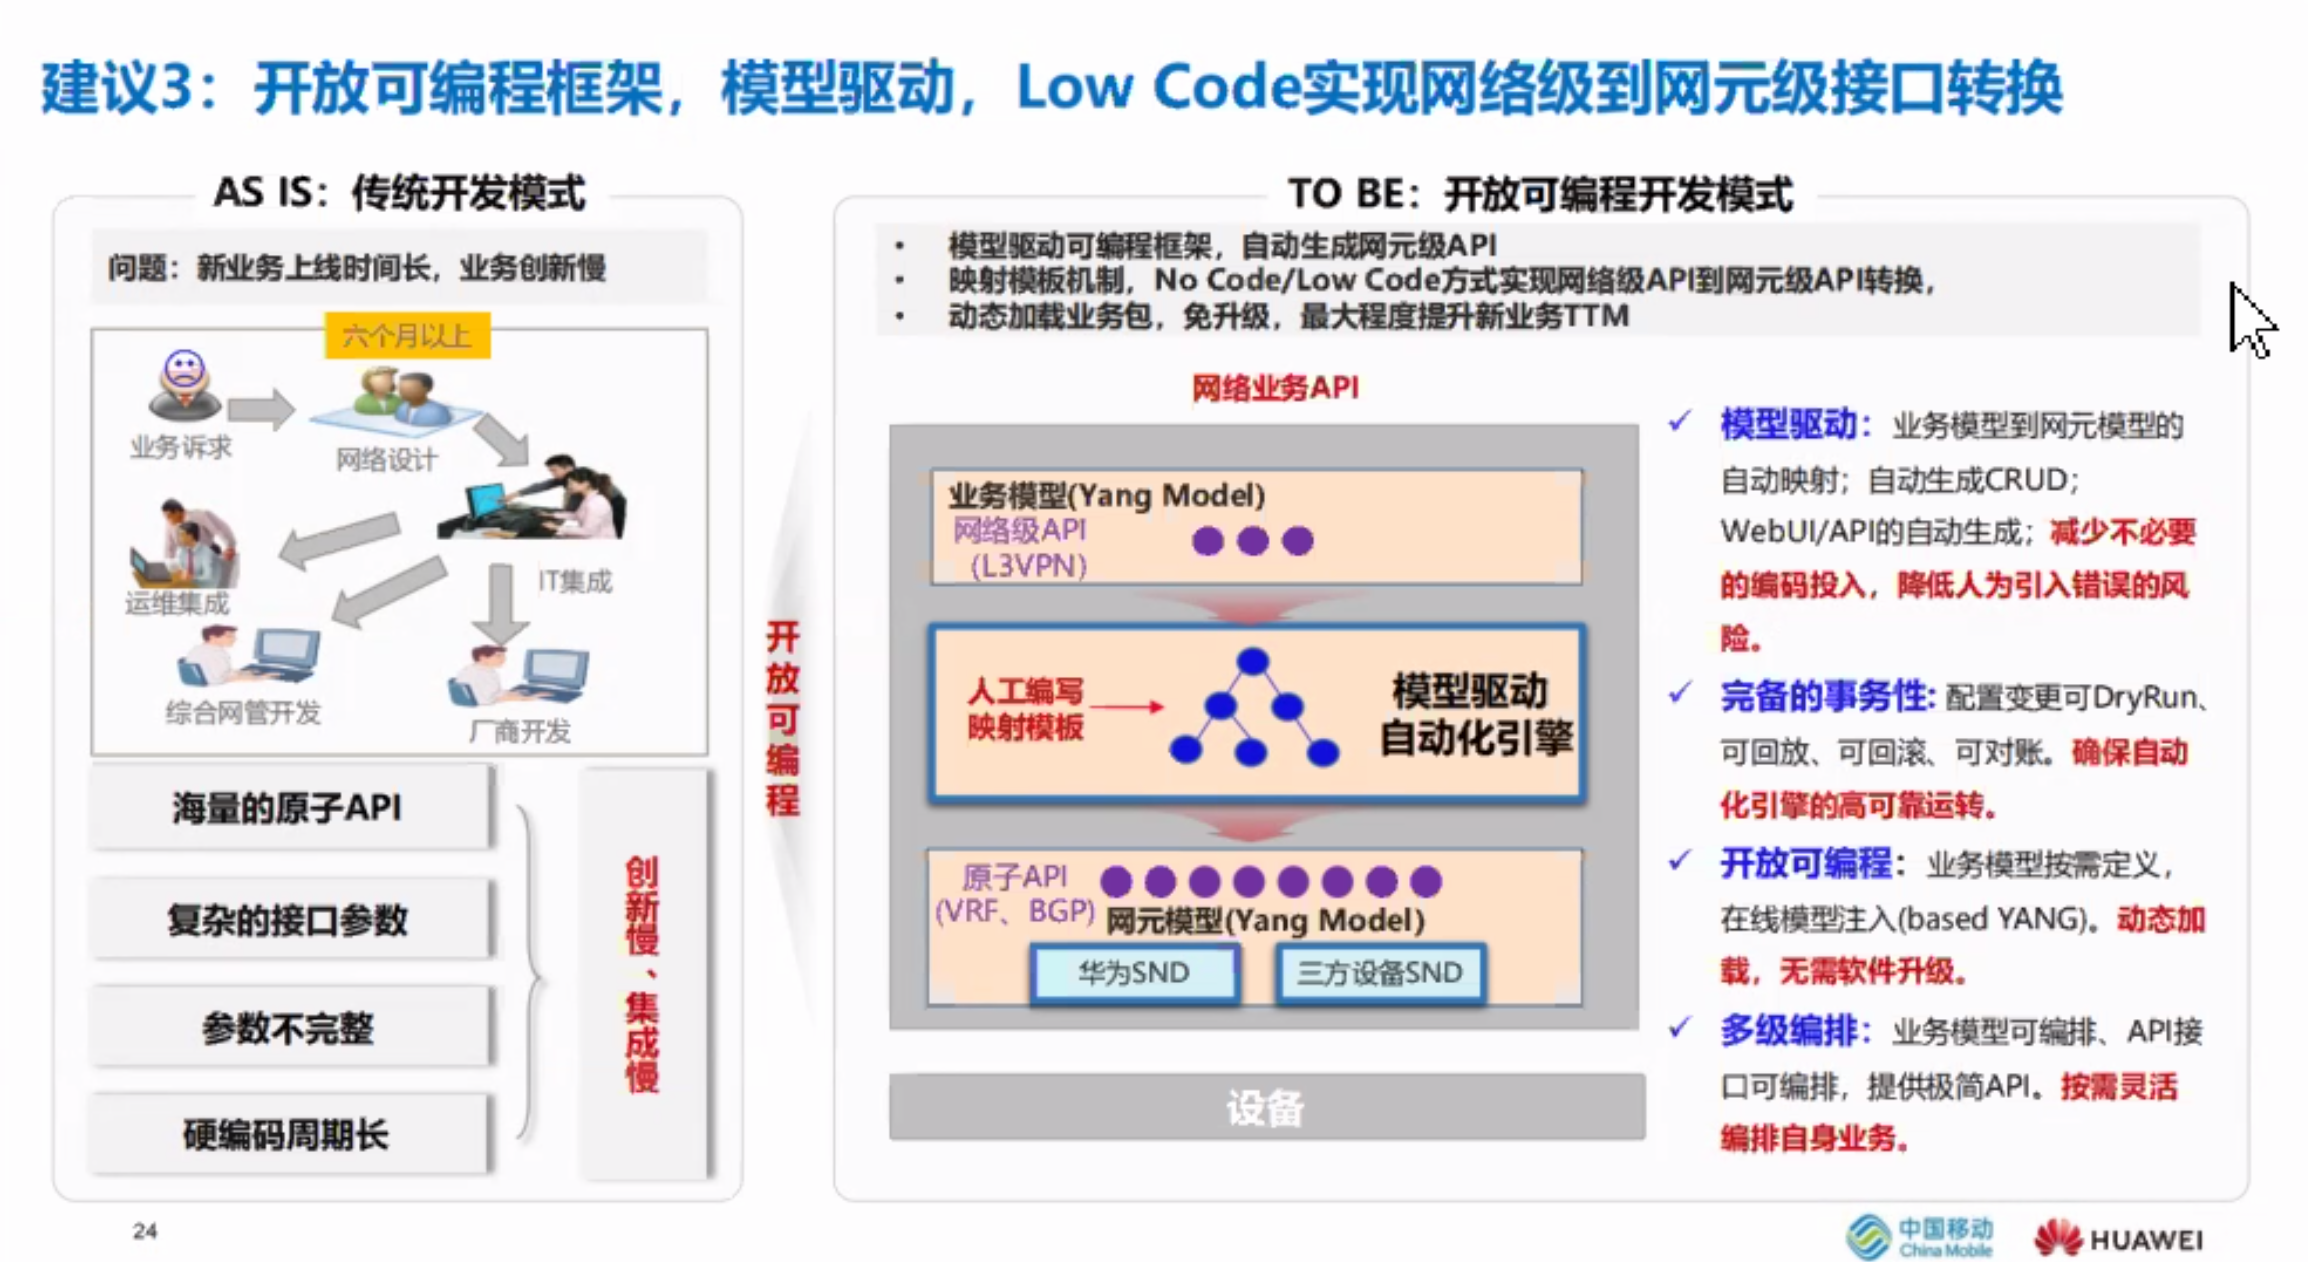 建议3：开放可编程框架，模型驱动，Low Code实现网络级到网元级接口转换
AS IS：传统开发模式
问题：新业务上线时间长，业务创新慢
六个月以上
业务诉求
网络设计
IT集成
运维集成
综合网管开发
厂商开发
海量的原子API
复杂的接口参数
参数不完整
硬编码周期长
创新慢、集成慢
开放可编程
TO BE：开放可编程开发模式
• 模型驱动可编程框架，自动生成网元级API
• 映射模板机制，No Code/Low Code方式实现网络级API到网元级API转换，
• 动态加载业务包，免升级，最大程度提升新业务TTM
网络业务API
业务模型(Yang Model)
网络级API
(L3VPN)
人工编写
映射模板
模型驱动
自动化引擎
原子API
(VRF、BGP)
网元模型(Yang Model)
华为SND
三方设备SND
设备
✓ 模型驱动：业务模型到网元模型的
自动映射；自动生成CRUD；
WebUI/API的自动生成；减少不必要
的编码投入，降低人为引入错误的风
险。
✓ 完备的事务性: 配置变更可DryRun、
可回放、可回滚、可对账。确保自动
化引擎的高可靠运转。
✓ 开放可编程：业务模型按需定义，
在线模型注入(based YANG)。动态加
载，无需软件升级。
✓ 多级编排：业务模型可编排、API接
口可编排，提供极简API。按需灵活
编排自身业务。
24
中国移动
China Mobile
HUAWEI